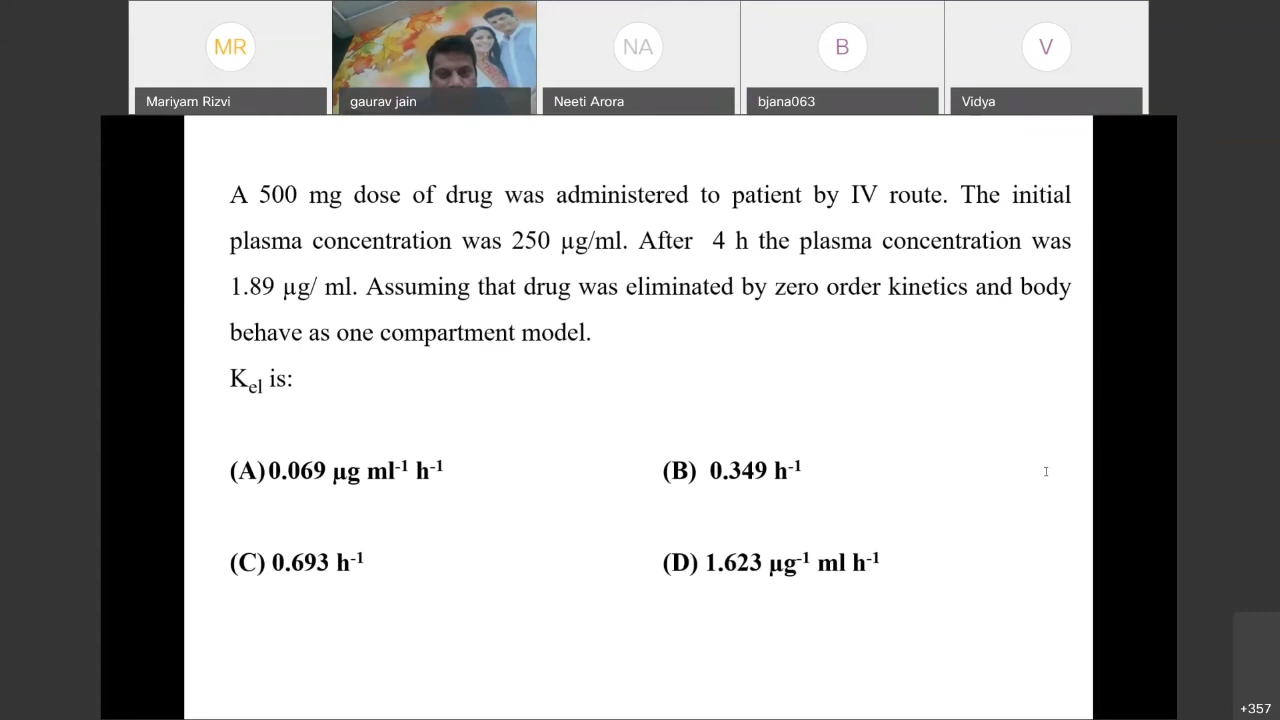 MR
NA
B
V
Mariyam Rizvi
gaurav jain
Neeti Arora
bjana063
Vidya
A 500 mg dose of drug was administered to patient by IV route. The initial
plasma concentration was 250 µg/ml. After 4 h the plasma concentration was
1.89 µg/ ml. Assuming that drug was eliminated by zero order kinetics and body
behave as one compartment model.
Kel is:
(A)0.069 µg ml-1 h-1
(B) 0.349 h-1
(C) 0.693 h-1
(D) 1.623 µg-1 ml h-1
+357